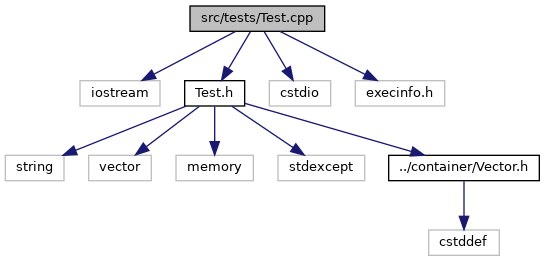 src/tests/Test.cpp
iostream
Test.h
cstdio
execinfo.h
string
vector
memory
stdexcept
../container/Vector.h
cstddef